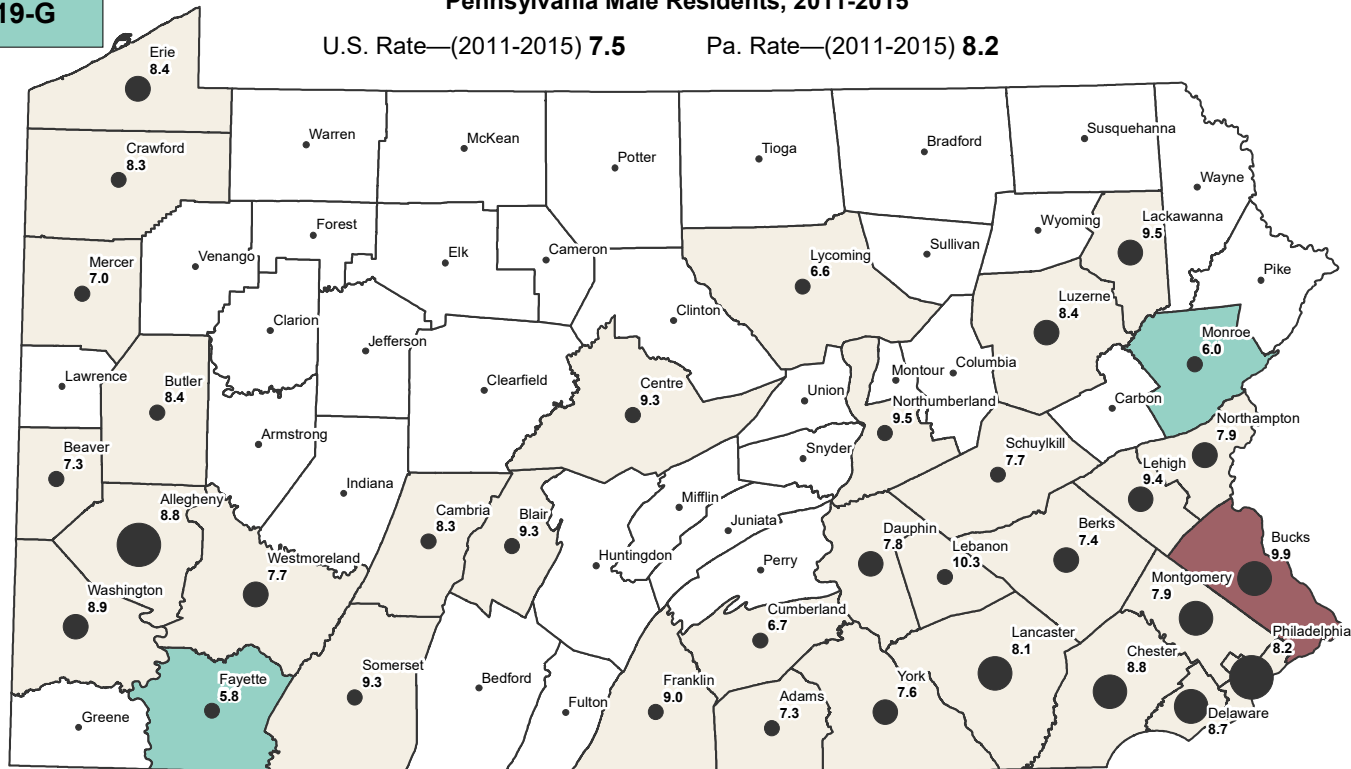 19-G
Pennsylvania Male Residents, 2011-2015
U.S. Rate—(2011-2015) 7.5
Pa. Rate—(2011-2015) 8.2
Erie
8.4
Warren
McKean
Potter
Tioga
Bradford
Susquehanna
Wayne
Crawford
8.3
Forest
Venango
Elk
Cameron
Mercer
7.0
Lycoming
6.6
Sullivan
Wyoming
Lackawanna
9.5
Pike
Luzerne
8.4
Monroe
6.0
Clarion
Jefferson
Clinton
Clearfield
Centre
9.3
Lawrence
Butler
8.4
Union
Montour
Columbia
Northumberland
9.5
Carbon
Northampton
7.9
Beaver
7.3
Armstrong
Indiana
Snyder
Schuylkill
7.7
Lehigh
9.4
Allegheny
8.8
Cambria
8.3
Blair
9.3
Mifflin
Juniata
Huntingdon
Perry
Dauphin
7.8
Lebanon
10.3
Berks
7.4
Bucks
9.9
Westmoreland
7.7
Washington
8.9
Montgomery
7.9
Cumberland
6.7
Lancaster
8.1
Chester
8.8
Philadelphia
8.2
Fayette
5.8
Somerset
9.3
Bedford
Fulton
Franklin
9.0
Adams
7.3
York
7.6
Delaware
8.7
Greene